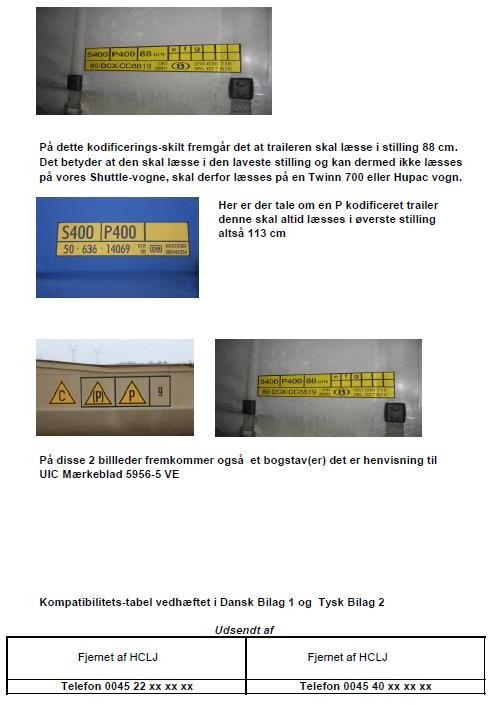 S400 P400 88 cm e f g
80-DCX-CC8819
På dette kodificerings-skilt fremgår det at traileren skal læsse i stilling 88 cm.
Det betyder at den skal læsse i den laveste stilling og kan dermed ikke læsses
på vores Shuttle-vogne, skal derfor læsses på en Twinn 700 eller Hupac vogn.
Her er der tale om en P kodificeret trailer
denne skal altid læsses i øverste stilling
altså 113 cm
S400 P400
50 · 636 · 14069
C (P) P g
S400 P400 88 cm e f g
80-DCX-CC8819
På disse 2 billleder fremkommer også et bogstav(er) det er henvisning til
UIC Mærkeblad 5956-5 VE
Kompatibilitets-tabel vedhæftet i Dansk Bilag 1 og Tysk Bilag 2
Udsendt af
Fjernet af HCLJ Fjernet af HCLJ
Telefon 0045 22 xx xx xx Telefon 0045 40 xx xx xx